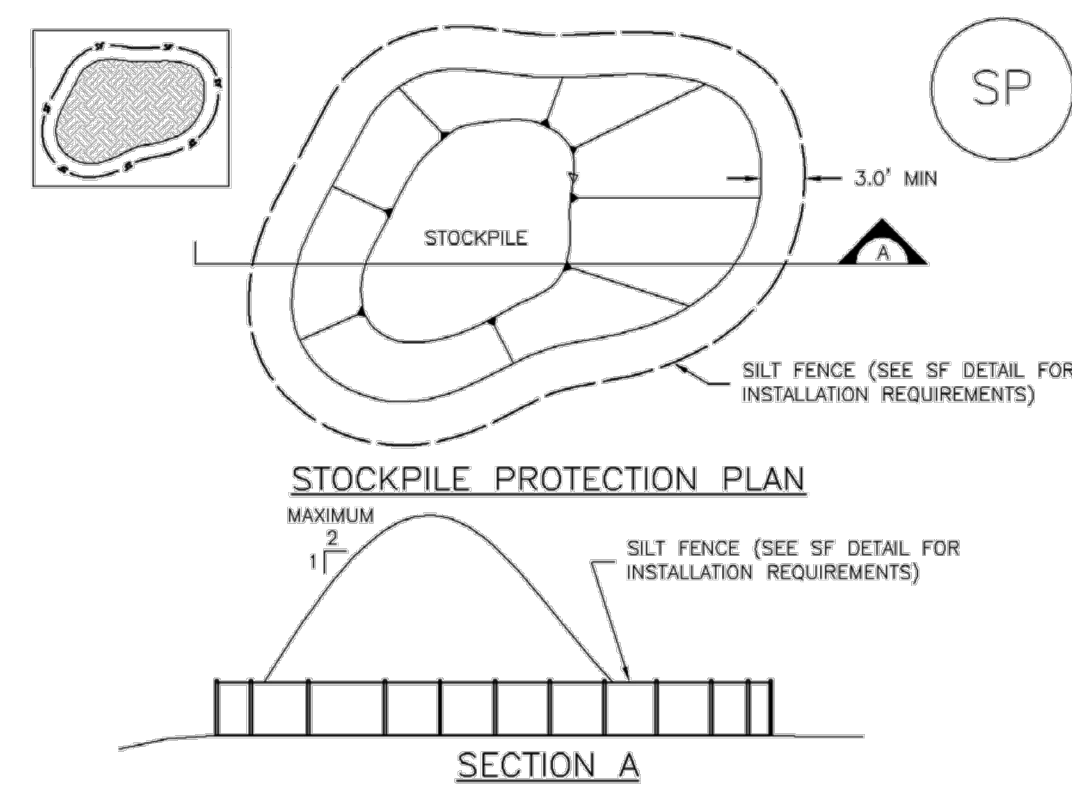 SP
3.0' MIN
STOCKPILE
A
SILT FENCE (SEE SF DETAIL FOR
INSTALLATION REQUIREMENTS)
STOCKPILE PROTECTION PLAN
MAXIMUM
2
1
SILT FENCE (SEE SF DETAIL FOR
INSTALLATION REQUIREMENTS)
SECTION A